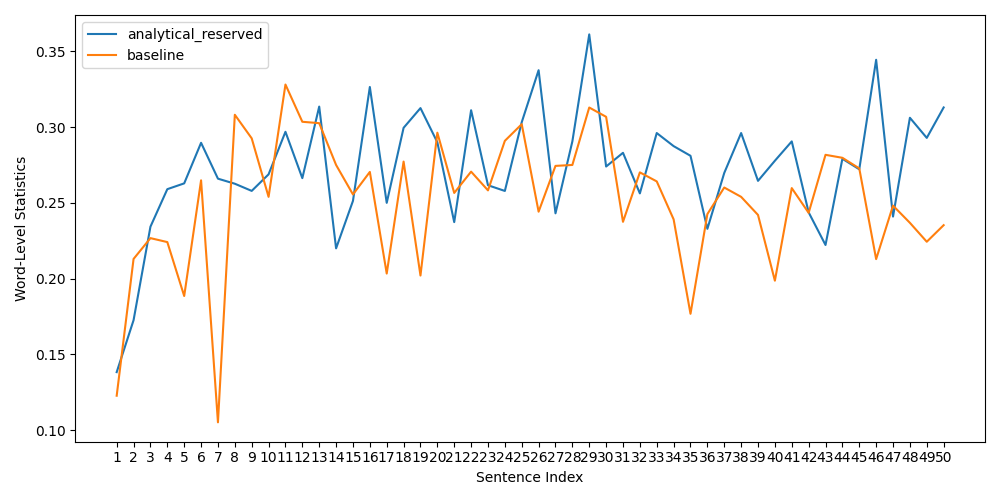 analytical_reserved
baseline
0.35
0.30
0.25
0.20
0.15
0.10
Word-Level Statistics
1 2 3 4 5 6 7 8 9 10 11 12 13 14 15 16 17 18 19 20 21 22 23 24 25 26 27 28 29 30 31 32 33 34 35 36 37 38 39 40 41 42 43 44 45 46 47 48 49 50
Sentence Index